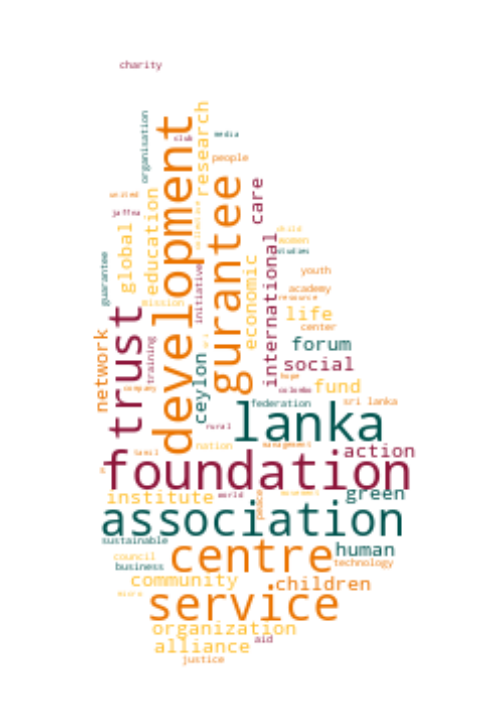 charity
organisation
club
media
research
people
development
united
care
jaffna
education
global
gurantee
child
women
studies
international
initiative
guarantee
economic
youth
academy
resource
mission
life
center
trust
network
training
forum
social
ceylon
hope
company
colombo
fund
federation
sri lanka
lanka
rural
nation
management
action
tamil
foundation
institute
world
peace
green
association
sustainable
centre
human
council
business
technology
community
children
micro
service
organization
alliance
aid
justice